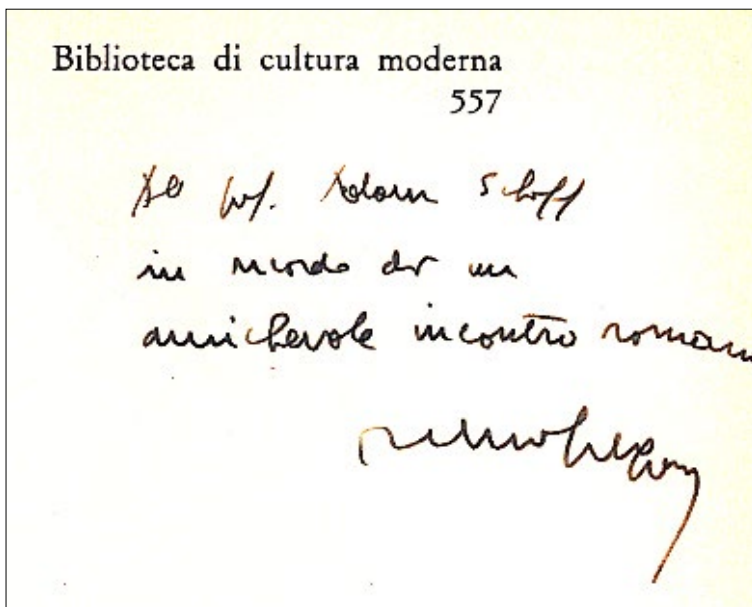 Biblioteca di cultura moderna
557
Al prof. Adam Schaff
in ricordo di un
amichevole incontro romano